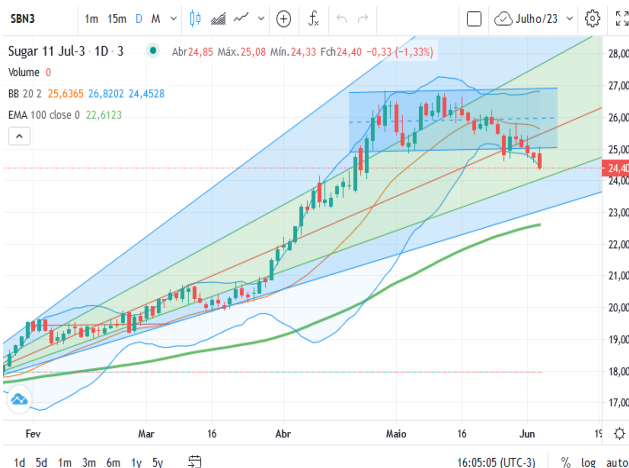 SBN3 1m 15m D M Julho/23
Sugar 11 Jul-3 · 1D · 3 Abr24,85 Máx.25,08 Mín.24,33 Fch24,40 −0,33 (−1,33%)
Volume 0
BB 20 2 25,6365 26,8202 24,4528
EMA 100 close 0 22,6123
28,00
27,00
26,00
25,00
24,40
24,00
23,00
22,00
21,00
20,00
19,00
18,00
17,00
Fev Mar 16 Abr Maio 16 Jun 19
1d 5d 1m 3m 6m 1y 5y 16:05:05 (UTC-3) % log auto